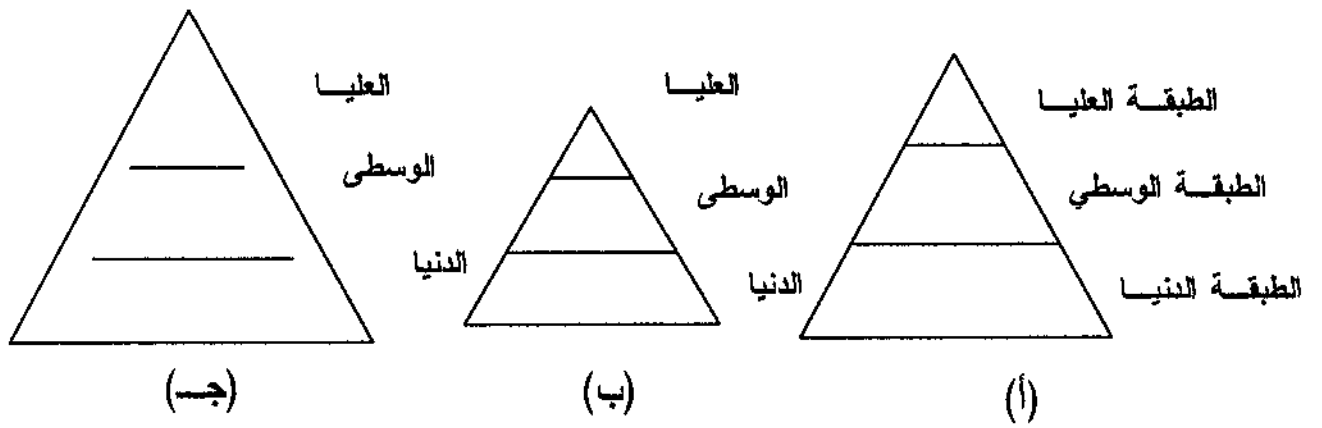 الطبقة العليا
الطبقة الوسطي
الطبقة الدنيا
(أ)
العليا
الوسطى
الدنيا
(ب)
العليا
الوسطى
الدنيا
(جـ)